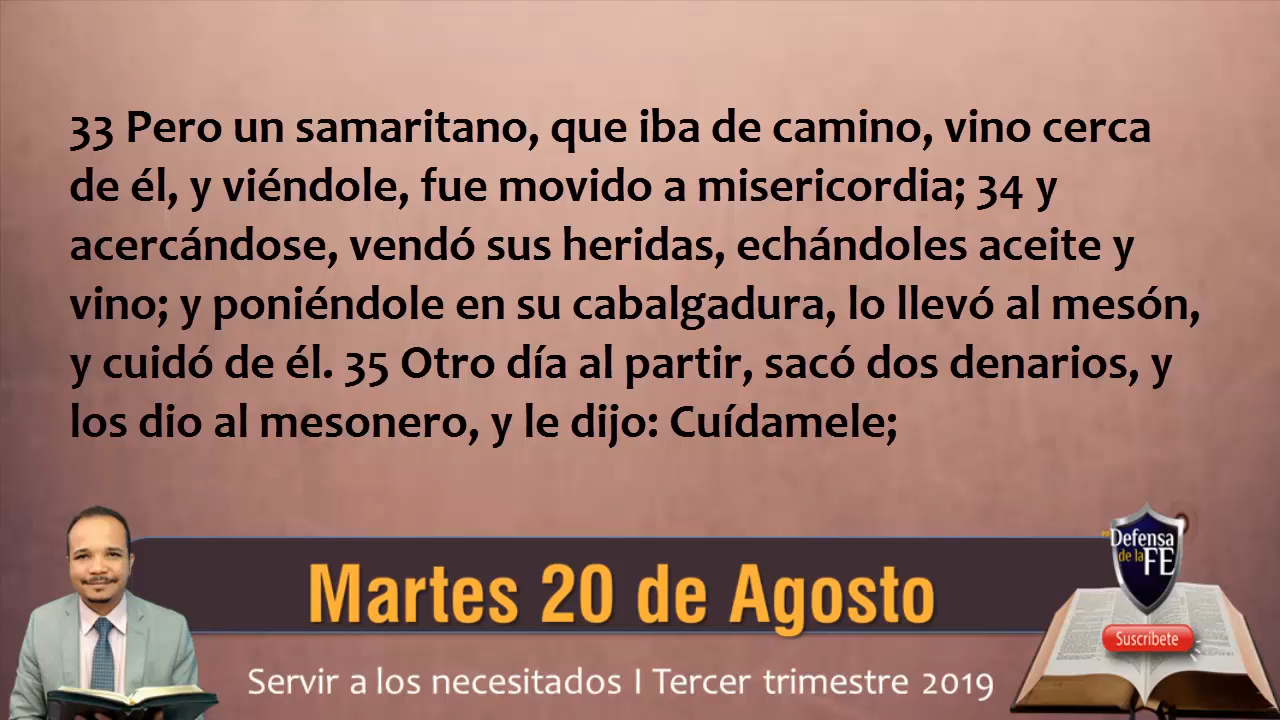 33 Pero un samaritano, que iba de camino, vino cerca
de él, y viéndole, fue movido a misericordia; 34 y
acercándose, vendó sus heridas, echándoles aceite y
vino; y poniéndole en su cabalgadura, lo llevó al mesón,
y cuidó de él. 35 Otro día al partir, sacó dos denarios, y
los dio al mesonero, y le dijo: Cuídamele;
Defensa
de la FE
Martes 20 de Agosto
Suscríbete
Servir a los necesitados I Tercer trimestre 2019